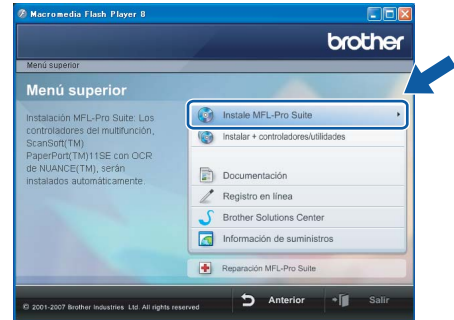 Macromedia Flash Player 8
brother
Menú superior
Menú superior
Instalación MFL-Pro Suite: Los
controladores del multifunción,
ScanSoft(TM)
PaperPort(TM)11SE con OCR
de NUANCE(TM), serán
instalados automáticamente.
Instale MFL-Pro Suite
Instalar + controladores/utilidades
Documentación
Registro en línea
Brother Solutions Center
Información de suministros
Reparación MFL-Pro Suite
© 2001-2007 Brother Industries Ltd. All rights reserved
Anterior
Salir